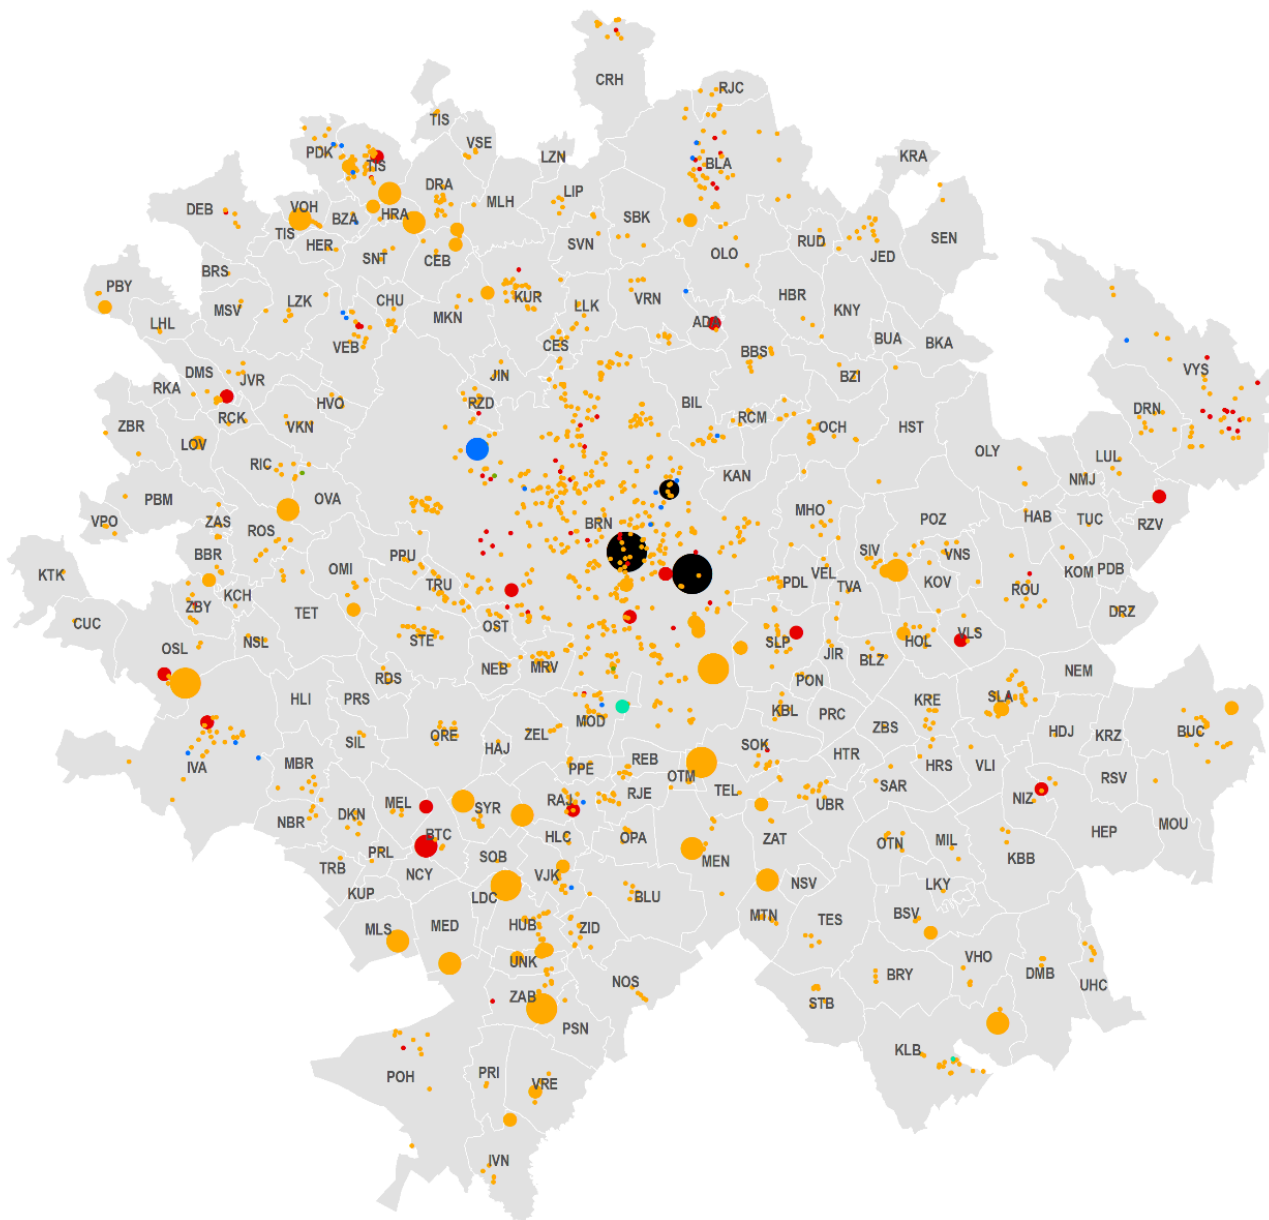 CRH
RJC
TIS
VSE
LZN
KRA
PDK
TIS
BLA
DRA
LIP
MLH
DEB
VOH
BZA
HRA
SBK
TIS
HER
SNT
CEB
SVN
OLO
RUD
JED
SEN
BRS
PBY
MSV
LZK
CHU
MKN
KUR
LLK
VRN
HBR
KNY
LHL
VEB
CES
ADA
BUA
BKA
DMS
JVR
JIN
BBS
BZI
VYS
RKA
RCK
HVO
RZD
BIL
RCM
DRN
ZBR
LOV
VKN
OCH
HST
OLY
LUL
RIC
KAN
NMJ
PBM
OVA
VPO
ZAS
ROS
BRN
MHO
POZ
HAB
TUC
RZV
BBR
PPU
SIV
VNS
KTK
OMI
VEL
KOM
PDB
KCH
TRU
PDL
TVA
KOV
ROU
ZBY
TET
CUC
OST
DRZ
OSL
NSL
STE
SLP
JIR
BLZ
HOL
VLS
NEB
MRV
RDS
PON
NEM
HLI
PRS
KBL
PRC
KRE
SLA
MOD
ZBS
SIL
ORE
ZEL
HDJ
KRZ
BUC
HAJ
SOK
IVA
MBR
PPE
REB
HTR
HRS
VLI
OTM
RSV
RJE
TEL
SAR
NIZ
MEL
SYR
RAJ
UBR
NBR
DKN
MOU
BTC
HLC
OPA
ZAT
OTN
MIL
HEP
PRL
SOB
MEN
KBB
TRB
NCY
VJK
NSV
LKY
KUP
LDC
BLU
MLS
MED
HUB
ZID
MTN
TES
BSV
UNK
VHO
DMB
UHC
NOS
BRY
ZAB
PSN
STB
KLB
POH
PRI
VRE
IVN